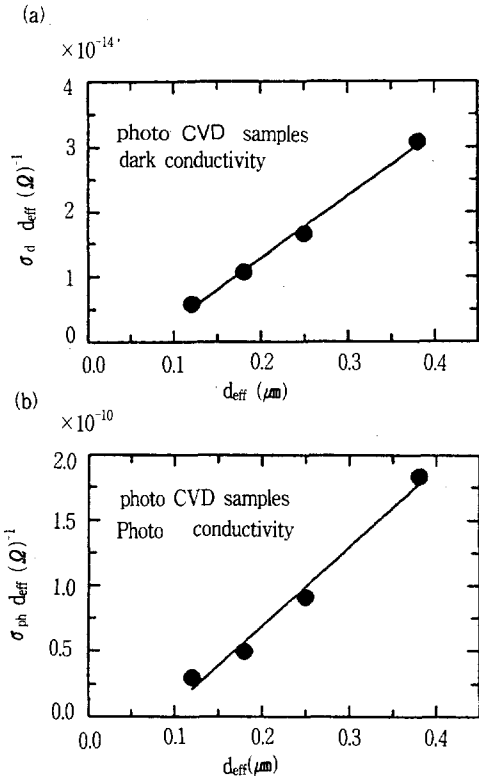 (a)
×10⁻¹⁴
4
3
2
1
0
photo CVD samples
dark conductivity
σd deff (Ω)⁻¹
0.0 0.1 0.2 0.3 0.4
deff (μm)
(b)
×10⁻¹⁰
2.0
1.5
1.0
0.5
0.0
photo CVD samples
Photo conductivity
σph deff (Ω)⁻¹
0.0 0.1 0.2 0.3 0.4
deff(μm)